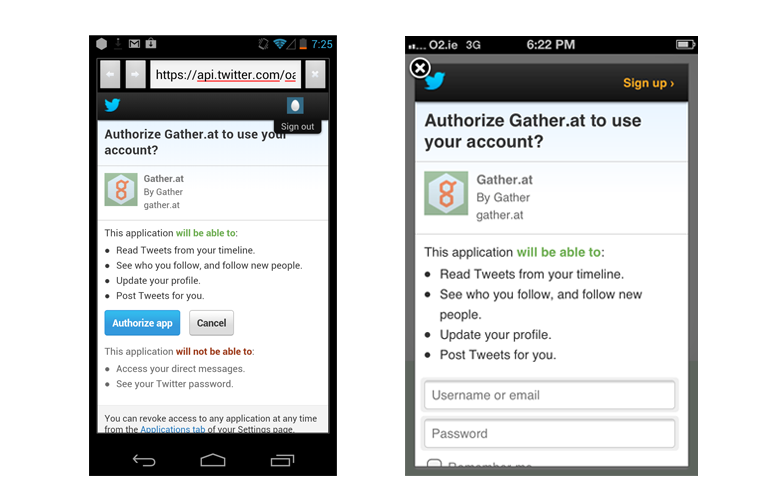 7:25
https://api.twitter.com/oa
Sign out
Authorize Gather.at to use your
account?
Gather.at
By Gather
gather.at
This application will be able to:
Read Tweets from your timeline.
See who you follow, and follow new people.
Update your profile.
Post Tweets for you.
Authorize app
Cancel
This application will not be able to:
Access your direct messages.
See your Twitter password.
You can revoke access to any application at any time
from the Applications tab of your Settings page.
O2.ie 3G
6:22 PM
Sign up ›
Authorize Gather.at to use
your account?
Gather.at
By Gather
gather.at
This application will be able to:
Read Tweets from your timeline.
See who you follow, and follow new
people.
Update your profile.
Post Tweets for you.
Username or email
Password
Remember me